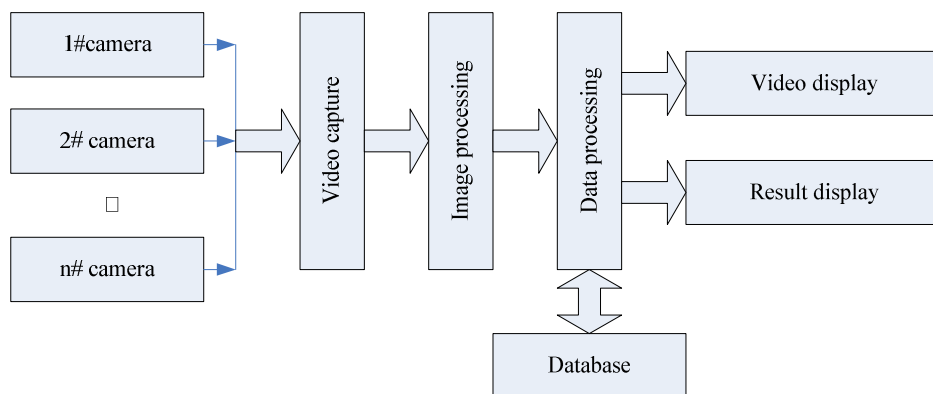 1#camera
2# camera
n# camera
Video capture
Image processing
Data processing
Video display
Result display
Database